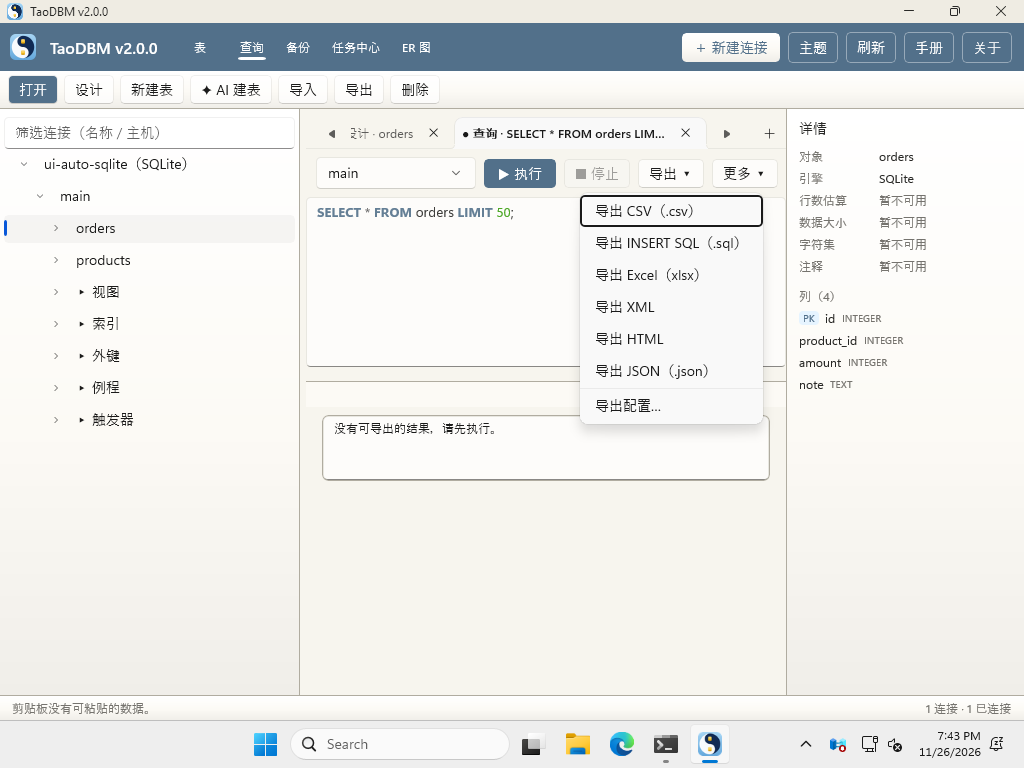 TaoDBM v2.0.0
TaoDBM v2.0.0
表
查询
备份
任务中心
ER 图
+ 新建连接
主题
刷新
手册
关于
打开
设计
新建表
✦ AI 建表
导入
导出
删除
筛选连接（名称 / 主机）
ui-auto-sqlite（SQLite）
main
orders
products
视图
索引
外键
例程
触发器
设计 · orders
● 查询 · SELECT * FROM orders LIM...
main
▶ 执行
停止
导出 ▾
更多 ▾
SELECT * FROM orders LIMIT 50;
导出 CSV（.csv）
导出 INSERT SQL（.sql）
导出 Excel（xlsx）
导出 XML
导出 HTML
导出 JSON（.json）
导出配置...
没有可导出的结果，请先执行。
详情
对象 orders
引擎 SQLite
行数估算 暂不可用
数据大小 暂不可用
字符集 暂不可用
注释 暂不可用
列（4）
PK id INTEGER
product_id INTEGER
amount INTEGER
note TEXT
剪贴板没有可粘贴的数据。
1 连接 · 1 已连接
Search
7:43 PM
11/26/2026